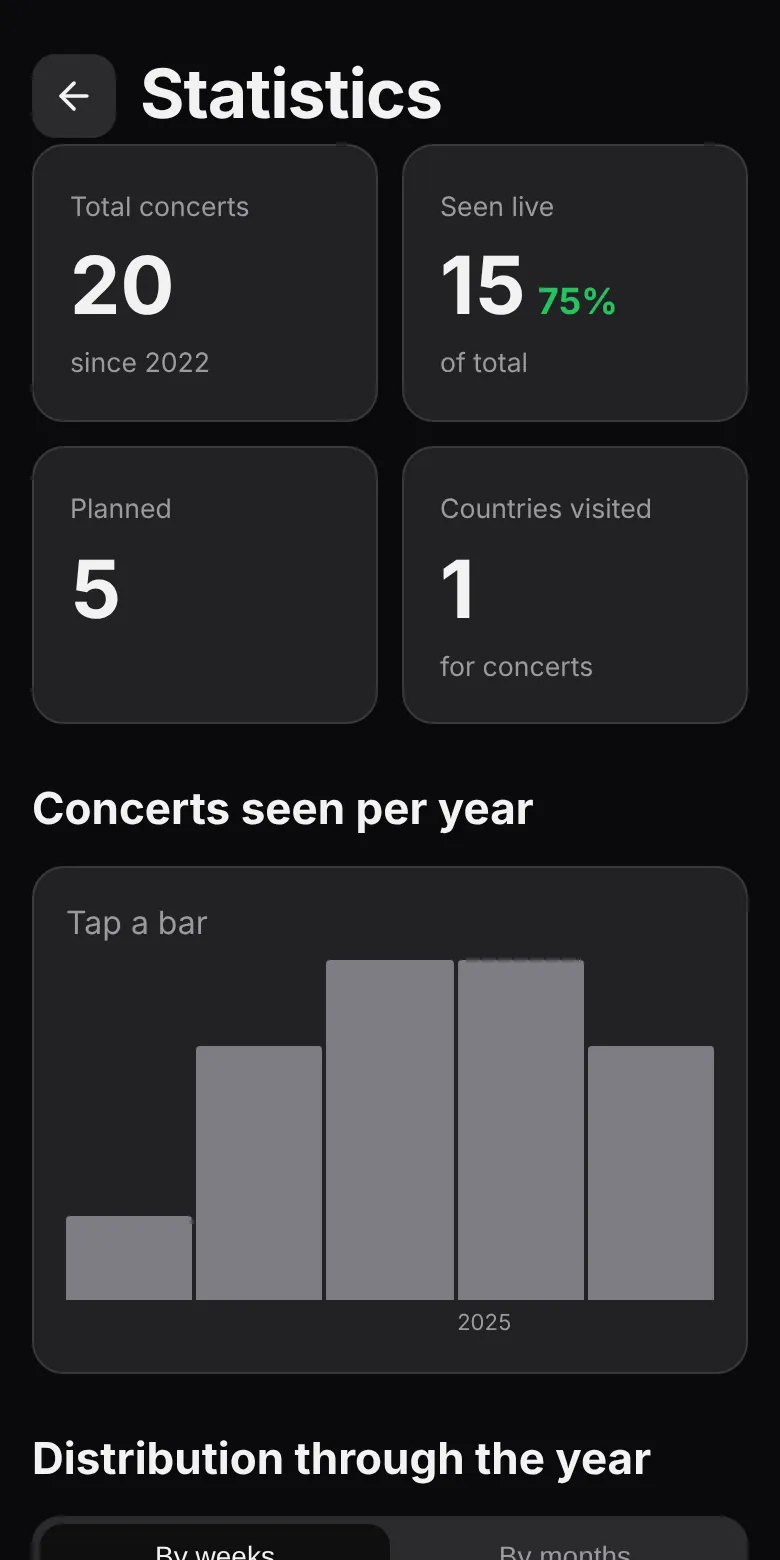 Statistics
Total concerts
20
since 2022
Seen live
15 75%
of total
Planned
5
Countries visited
1
for concerts
Concerts seen per year
Tap a bar
2025
Distribution through the year
By weeks
By months